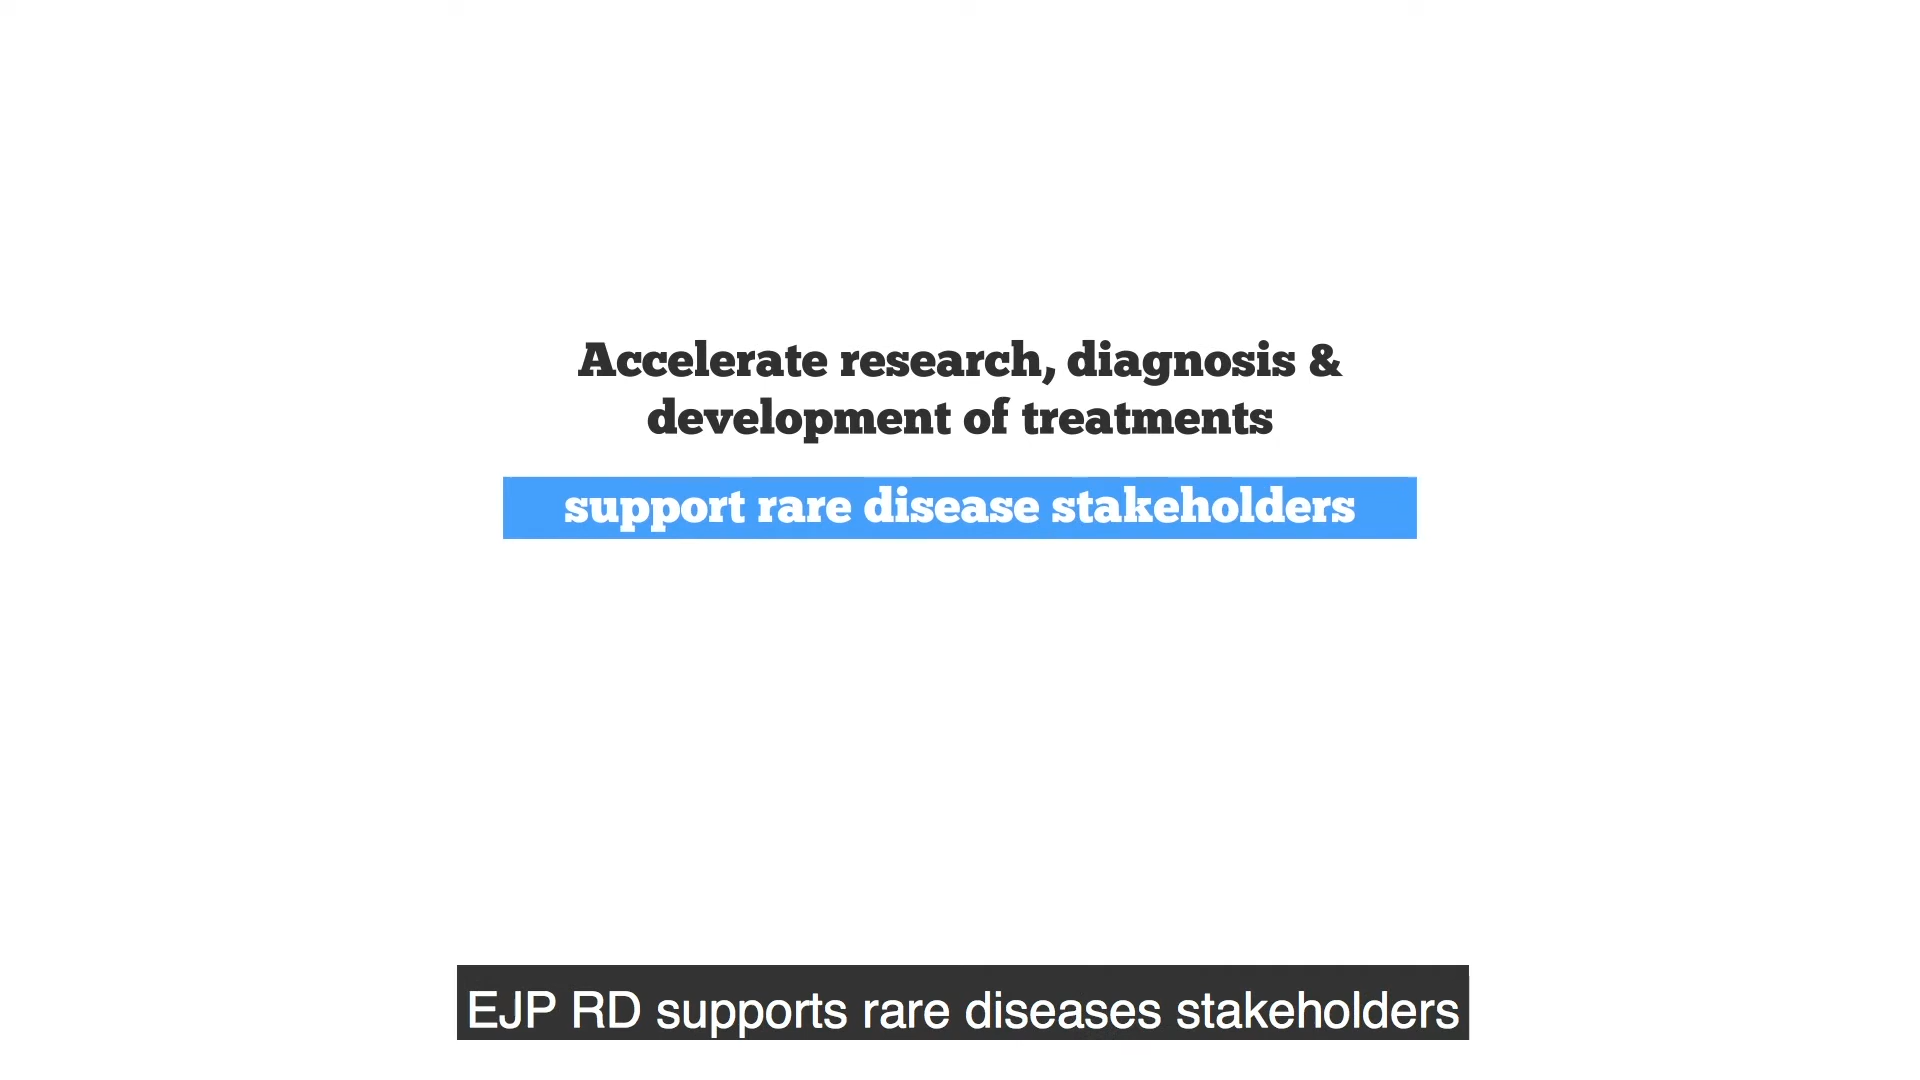 Accelerate research, diagnosis &
development of treatments
support rare disease stakeholders
EJP RD supports rare diseases stakeholders